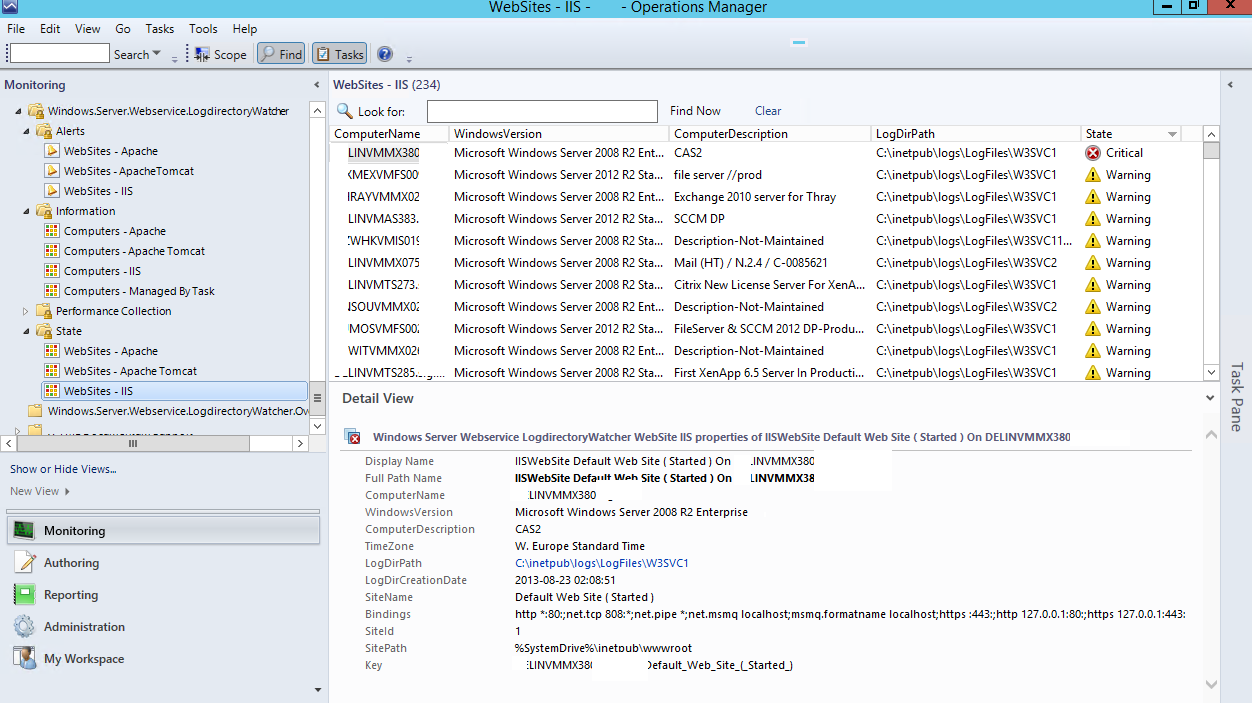 WebSites - IIS - - Operations Manager
File Edit View Go Tasks Tools Help
Search Scope Find Tasks
Monitoring
Windows.Server.Webservice.LogdirectoryWatcher
Alerts
WebSites - Apache
WebSites - ApacheTomcat
WebSites - IIS
Information
Computers - Apache
Computers - Apache Tomcat
Computers - IIS
Computers - Managed By Task
Performance Collection
State
WebSites - Apache
WebSites - Apache Tomcat
WebSites - IIS
Windows.Server.Webservice.LogdirectoryWatcher.Ov
Show or Hide Views...
New View
Monitoring
Authoring
Reporting
Administration
My Workspace
WebSites - IIS (234)
Look for: Find Now Clear
ComputerName WindowsVersion ComputerDescription LogDirPath State
LINVMMX380 Microsoft Windows Server 2008 R2 Ent... CAS2 C:\inetpub\logs\LogFiles\W3SVC1 Critical
KMEXVMFS00 Microsoft Windows Server 2012 R2 Sta... file server //prod C:\inetpub\logs\LogFiles\W3SVC1 Warning
IRAYVMMX02 Microsoft Windows Server 2008 R2 Ent... Exchange 2010 server for Thray C:\inetpub\logs\LogFiles\W3SVC1 Warning
LINVMAS383. Microsoft Windows Server 2012 R2 Sta... SCCM DP C:\inetpub\logs\LogFiles\W3SVC1 Warning
WHKVMIS019 Microsoft Windows Server 2008 R2 Sta... Description-Not-Maintained C:\inetpub\logs\LogFiles\W3SVC11... Warning
LINVMMX075 Microsoft Windows Server 2008 R2 Ent... Mail (HT) / N.2.4 / C-0085621 C:\inetpub\logs\LogFiles\W3SVC2 Warning
LINVMTS273. Microsoft Windows Server 2008 R2 Sta... Citrix New License Server For XenA... C:\inetpub\logs\LogFiles\W3SVC1 Warning
SOUVMMX02 Microsoft Windows Server 2008 R2 Ent... Description-Not-Maintained C:\inetpub\logs\LogFiles\W3SVC2 Warning
MOSVMFS00 Microsoft Windows Server 2012 R2 Sta... FileServer & SCCM 2012 DP-Produ... C:\inetpub\logs\LogFiles\W3SVC1 Warning
WITVMMX02 Microsoft Windows Server 2008 R2 Ent... Description-Not-Maintained C:\inetpub\logs\LogFiles\W3SVC1 Warning
LINVMTS285. Microsoft Windows Server 2008 R2 Sta... First XenApp 6.5 Server In Producti... C:\inetpub\logs\LogFiles\W3SVC1 Warning
Detail View
Windows Server Webservice LogdirectoryWatcher WebSite IIS properties of IISWebSite Default Web Site ( Started ) On DELINVMMX380
Display Name IISWebSite Default Web Site ( Started ) On LINVMMX380
Full Path Name IISWebSite Default Web Site ( Started ) On LINVMMX38
ComputerName LINVMMX380
WindowsVersion Microsoft Windows Server 2008 R2 Enterprise
ComputerDescription CAS2
TimeZone W. Europe Standard Time
LogDirPath C:\inetpub\logs\LogFiles\W3SVC1
LogDirCreationDate 2013-08-23 02:08:51
SiteName Default Web Site ( Started )
Bindings http *:80:;net.tcp 808:*;net.pipe *;net.msmq localhost;msmq.formatname localhost;https :443:;http 127.0.0.1:80:;https 127.0.0.1:443:
SiteId 1
SitePath %SystemDrive%\inetpub\wwwroot
Key LINVMMX38 Default_Web_Site_(_Started_)
Task Pane